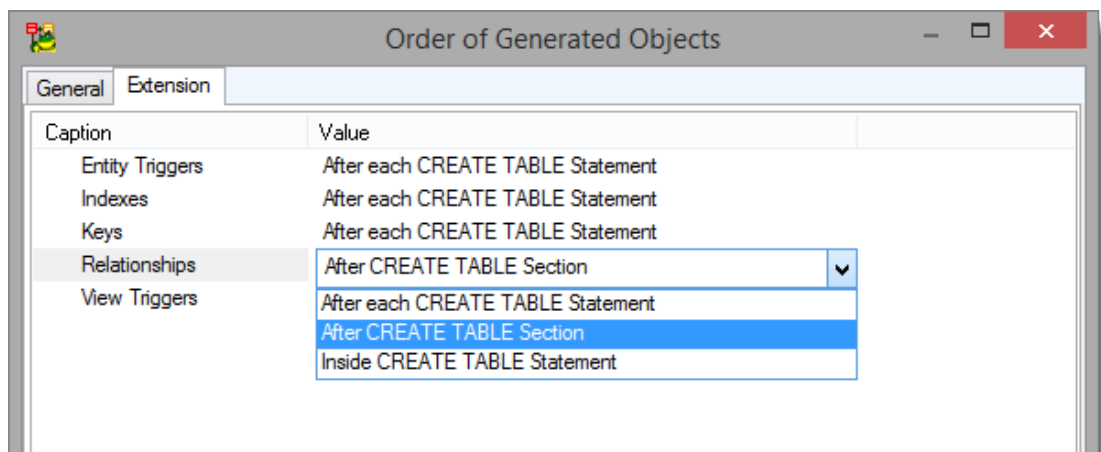 Order of Generated Objects
General Extension
Caption Value
Entity Triggers After each CREATE TABLE Statement
Indexes After each CREATE TABLE Statement
Keys After each CREATE TABLE Statement
Relationships After CREATE TABLE Section
View Triggers After each CREATE TABLE Statement
After CREATE TABLE Section
Inside CREATE TABLE Statement